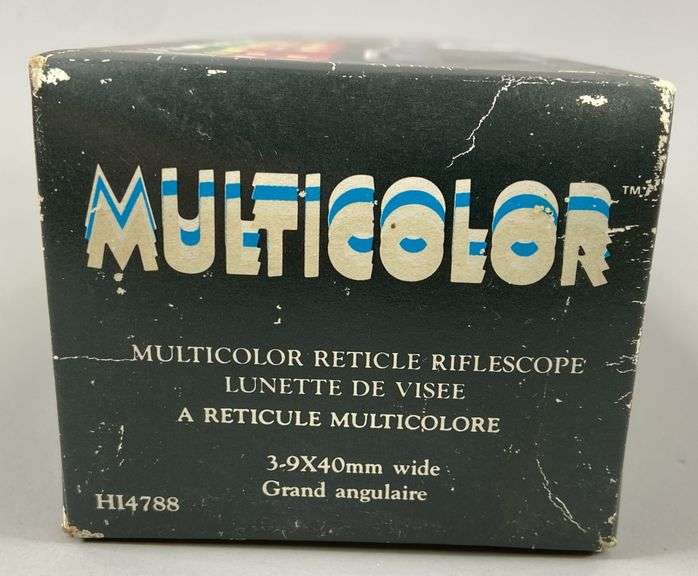 MULTICOLOR™
MULTICOLOR RETICLE RIFLESCOPE
LUNETTE DE VISEE
A RETICULE MULTICOLORE
3-9X40mm wide
Grand angulaire
HI4788